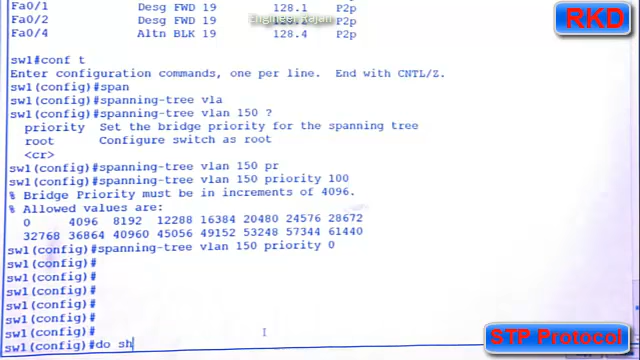 Fa0/1 Desg FWD 19 128.1 P2p
Fa0/2 Desg FWD 19 128.2 P2p
Fa0/4 Altn BLK 19 128.4 P2p
Engineer Rajan
RKD
sw1#conf t
Enter configuration commands, one per line. End with CNTL/Z.
sw1(config)#span
sw1(config)#spanning-tree vla
sw1(config)#spanning-tree vlan 150 ?
priority Set the bridge priority for the spanning tree
root Configure switch as root
<cr>
sw1(config)#spanning-tree vlan 150 pr
sw1(config)#spanning-tree vlan 150 priority 100
% Bridge Priority must be in increments of 4096.
% Allowed values are:
0 4096 8192 12288 16384 20480 24576 28672
32768 36864 40960 45056 49152 53248 57344 61440
sw1(config)#spanning-tree vlan 150 priority 0
sw1(config)#
sw1(config)#
sw1(config)#
sw1(config)#
sw1(config)#
sw1(config)#
sw1(config)#do sh
STP Protocol